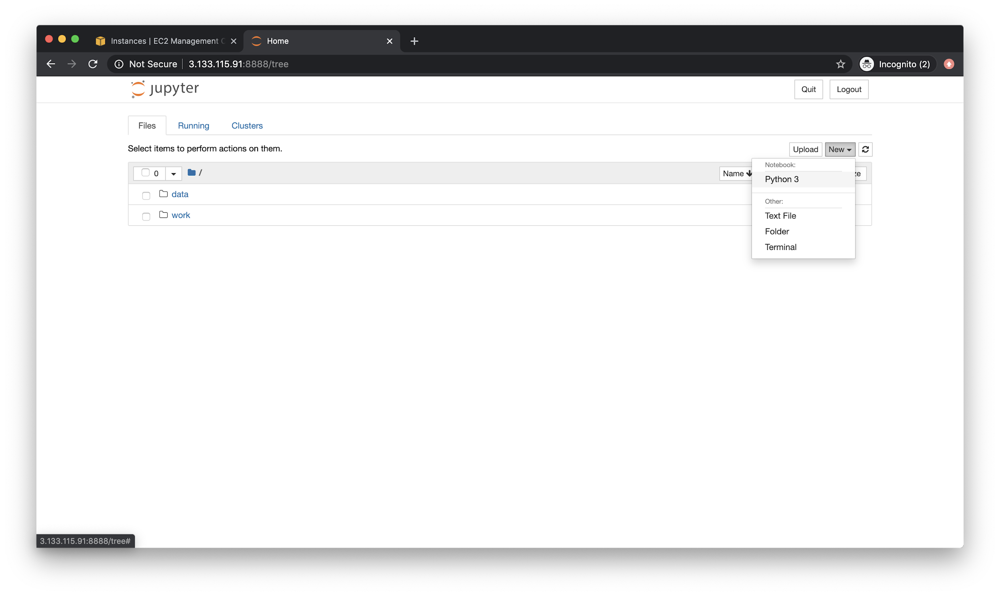 Instances | EC2 Management
Home
Not Secure 3.133.115.91:8888/tree
Incognito (2)
jupyter
Quit Logout
Files Running Clusters
Select items to perform actions on them.
Upload New
0 /
Name
Notebook:
Python 3
data
Other:
work
Text File
Folder
Terminal
3.133.115.91:8888/tree#